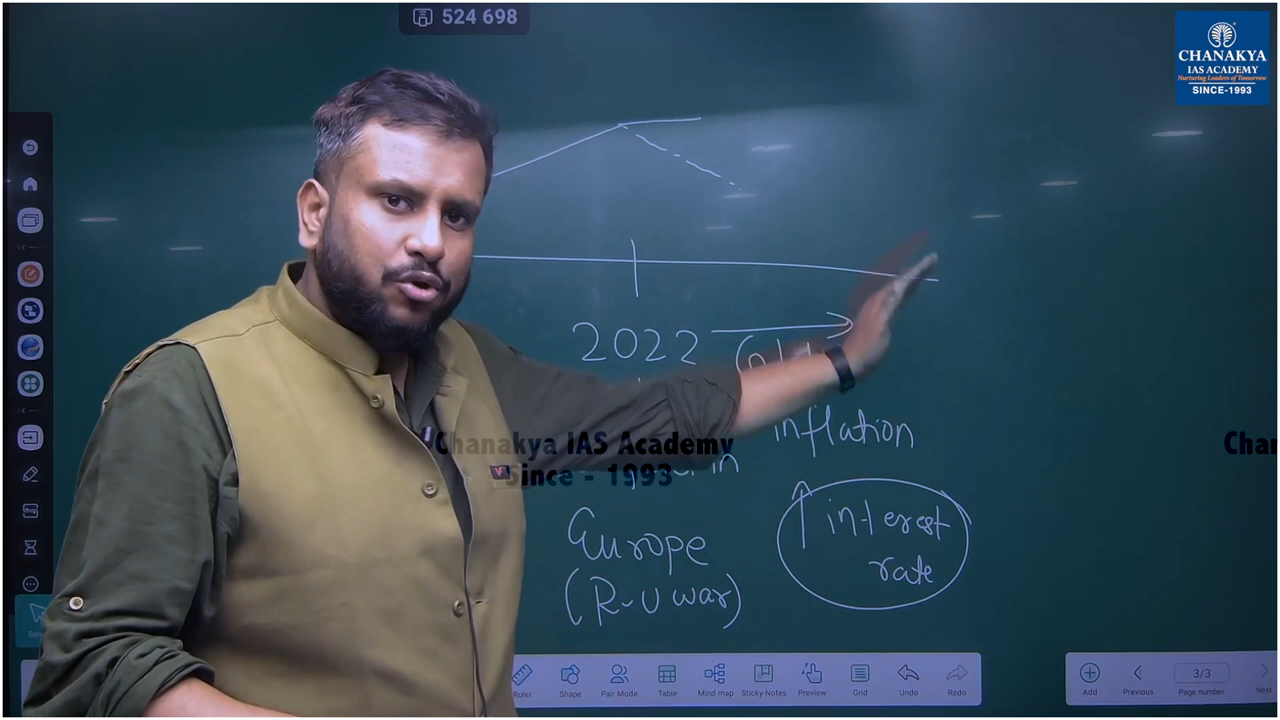 524 698
CHANAKYA
IAS ACADEMY
Nurturing Leaders of Tomorrow
SINCE-1993
2022
inflation
Chanakya IAS Academy
Since - 1993
Chan
in
interest
rate
Europe
(R-U war)
Ruler
Shape
Pair Mode
Table
Mind map
Sticky-Notes
Preview
Grid
Undo
Redo
Add
Previous
3/3
Page number
Next